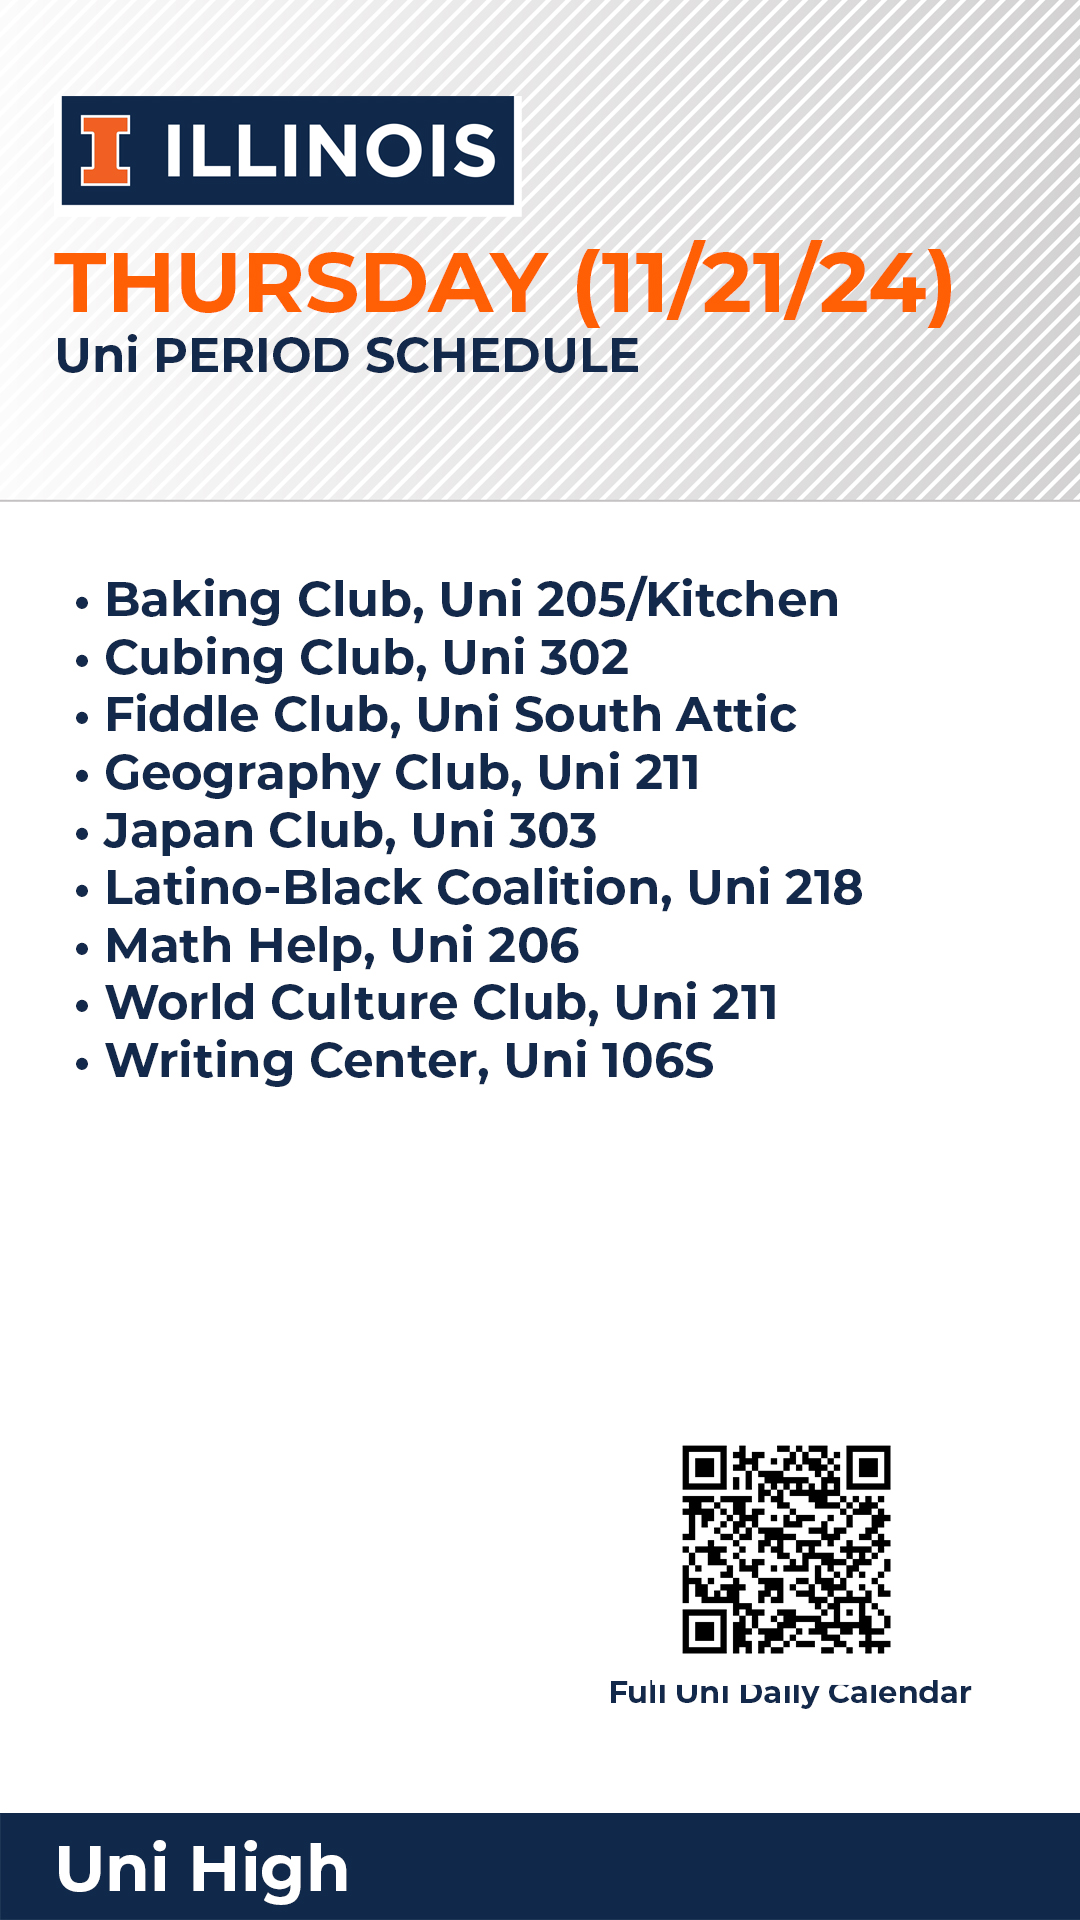 I ILLINOIS
THURSDAY (11/21/24)
Uni PERIOD SCHEDULE
• Baking Club, Uni 205/Kitchen
• Cubing Club, Uni 302
• Fiddle Club, Uni South Attic
• Geography Club, Uni 211
• Japan Club, Uni 303
• Latino-Black Coalition, Uni 218
• Math Help, Uni 206
• World Culture Club, Uni 211
• Writing Center, Uni 106S
Full Uni Daily Calendar
Uni High